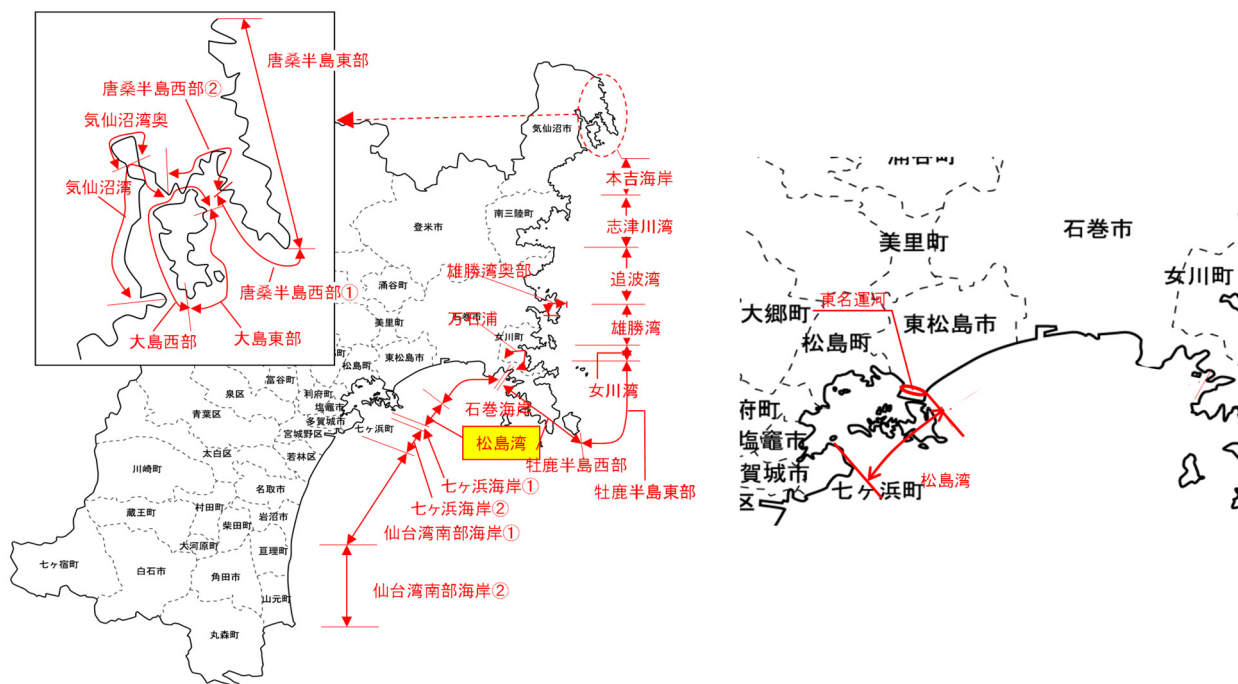 唐桑半島東部
唐桑半島西部②
気仙沼湾奥
気仙沼湾
唐桑半島西部①
大島西部
大島東部
気仙沼市
本吉海岸
南三陸町
志津川湾
登米市
雄勝湾奥部
追波湾
涌谷町
万石浦
石巻市
雄勝湾
美里町
女川町
東松島市
松島町
女川湾
富谷町
泉区
利府町
塩竈市
石巻海岸
青葉区
多賀城市
宮城野区
七ヶ浜町
松島湾
太白区
若林区
牡鹿半島西部
川崎町
七ヶ浜海岸①
牡鹿半島東部
名取市
七ヶ浜海岸②
村田町
蔵王町
岩沼市
柴田町
仙台湾南部海岸①
大河原町
亘理町
七ヶ宿町
白石市
角田市
仙台湾南部海岸②
山元町
丸森町
涌谷町
石巻市
美里町
女川町
東名運河
大郷町
東松島市
松島町
府町
塩竈市
賀城市
七ヶ浜町
松島湾
区